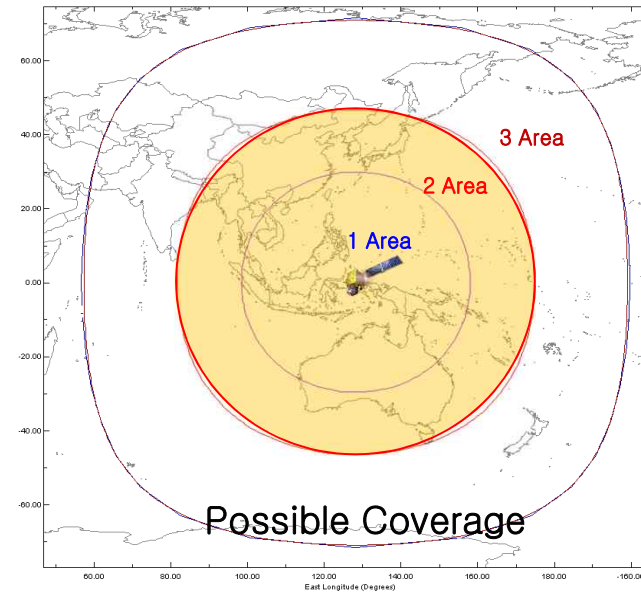 60.00
3 Area
40.00
2 Area
20.00
1 Area
0.00
-20.00
-40.00
-60.00
Possible Coverage
60.00 80.00 100.00 120.00 140.00 160.00 180.00 -160.00
East Longitude (Degrees)